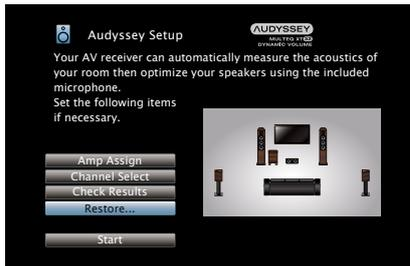 Audyssey Setup
AUDYSSEY
MULTEQ XT32
DYNAMIC VOLUME
Your AV receiver can automatically measure the acoustics of
your room then optimize your speakers using the included
microphone.
Set the following items
if necessary.
Amp Assign
Channel Select
Check Results
Restore...
Start